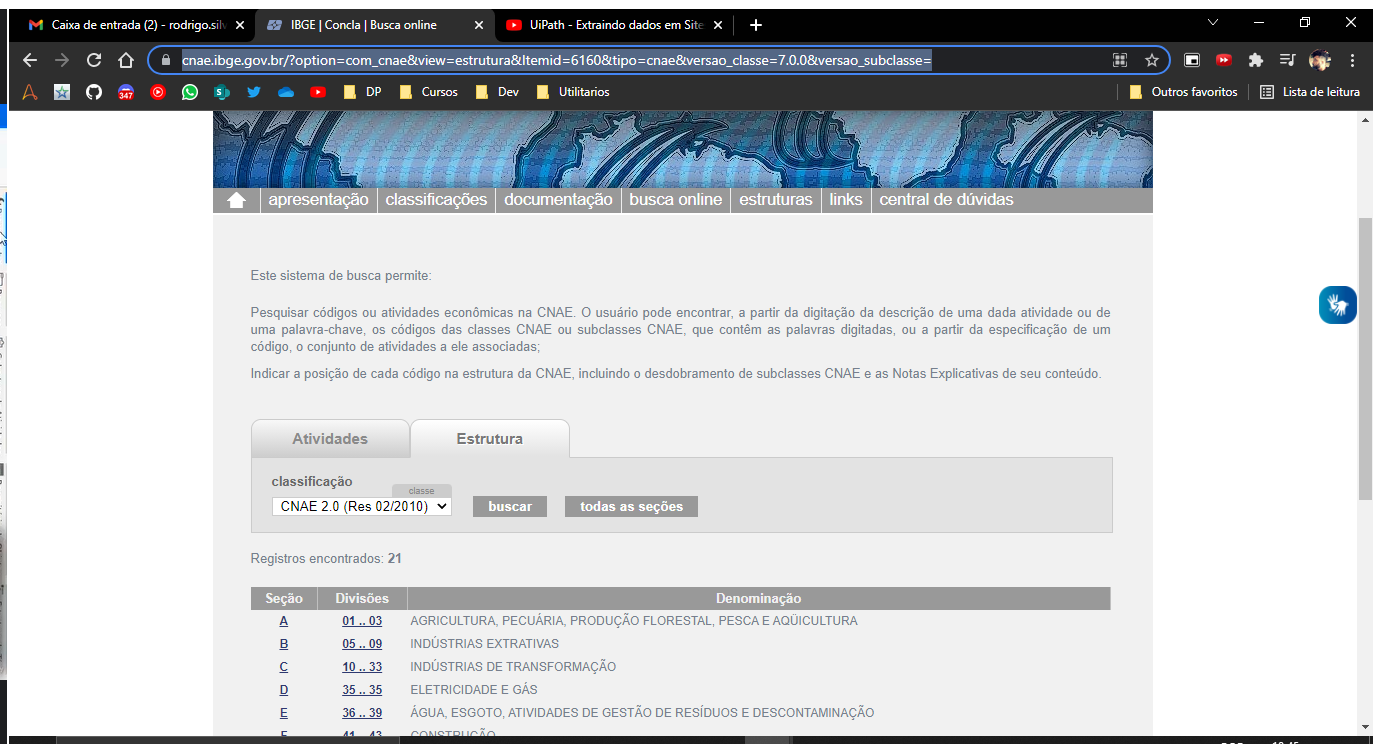 Caixa de entrada (2) - rodrigo.silv
IBGE | Concla | Busca online
UiPath - Extraindo dados em Site
cnae.ibge.gov.br/?option=com_cnae&view=estrutura&Itemid=6160&tipo=cnae&versao_classe=7.0.0&versao_subclasse=
347
DP
Cursos
Dev
Utilitarios
Outros favoritos
Lista de leitura
apresentação
classificações
documentação
busca online
estruturas
links
central de dúvidas
Este sistema de busca permite:
Pesquisar códigos ou atividades econômicas na CNAE. O usuário pode encontrar, a partir da digitação da descrição de uma dada atividade ou de
uma palavra-chave, os códigos das classes CNAE ou subclasses CNAE, que contêm as palavras digitadas, ou a partir da especificação de um
código, o conjunto de atividades a ele associadas;
Indicar a posição de cada código na estrutura da CNAE, incluindo o desdobramento de subclasses CNAE e as Notas Explicativas de seu conteúdo.
Atividades
Estrutura
classificação
classe
CNAE 2.0 (Res 02/2010)
buscar
todas as seções
Registros encontrados: 21
Seção Divisões Denominação
A 01 .. 03 AGRICULTURA, PECUÁRIA, PRODUÇÃO FLORESTAL, PESCA E AQÜICULTURA
B 05 .. 09 INDÚSTRIAS EXTRATIVAS
C 10 .. 33 INDÚSTRIAS DE TRANSFORMAÇÃO
D 35 .. 35 ELETRICIDADE E GÁS
E 36 .. 39 ÁGUA, ESGOTO, ATIVIDADES DE GESTÃO DE RESÍDUOS E DESCONTAMINAÇÃO
F 41 .. 43 CONSTRUÇÃO